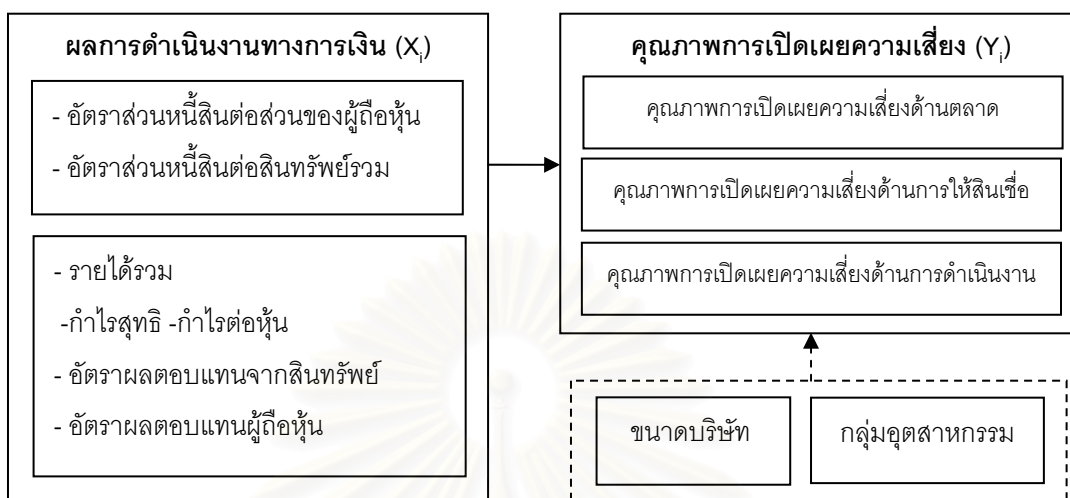 ผลการดำเนินงานทางการเงิน (Xi)
- อัตราส่วนหนี้สินต่อส่วนของผู้ถือหุ้น
- อัตราส่วนหนี้สินต่อสินทรัพย์รวม
- รายได้รวม
-กำไรสุทธิ -กำไรต่อหุ้น
- อัตราผลตอบแทนจากสินทรัพย์
- อัตราผลตอบแทนผู้ถือหุ้น
คุณภาพการเปิดเผยความเสี่ยง (Yi)
คุณภาพการเปิดเผยความเสี่ยงด้านตลาด
คุณภาพการเปิดเผยความเสี่ยงด้านการให้สินเชื่อ
คุณภาพการเปิดเผยความเสี่ยงด้านการดำเนินงาน
ขนาดบริษัท
กลุ่มอุตสาหกรรม